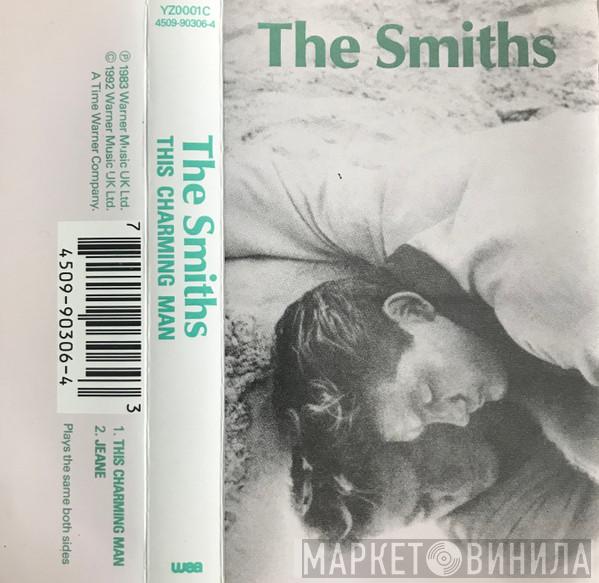 YZ0001C
4509-90306-4
℗ 1983 Warner Music UK Ltd.
© 1992 Warner Music UK Ltd.
A Time Warner Company.
7
4509-90306-4
3
1. THIS CHARMING MAN
2. JEANE
Plays the same both sides
The Smiths
THIS CHARMING MAN
wea
The Smiths
МАРКЕТ ВИНИЛА